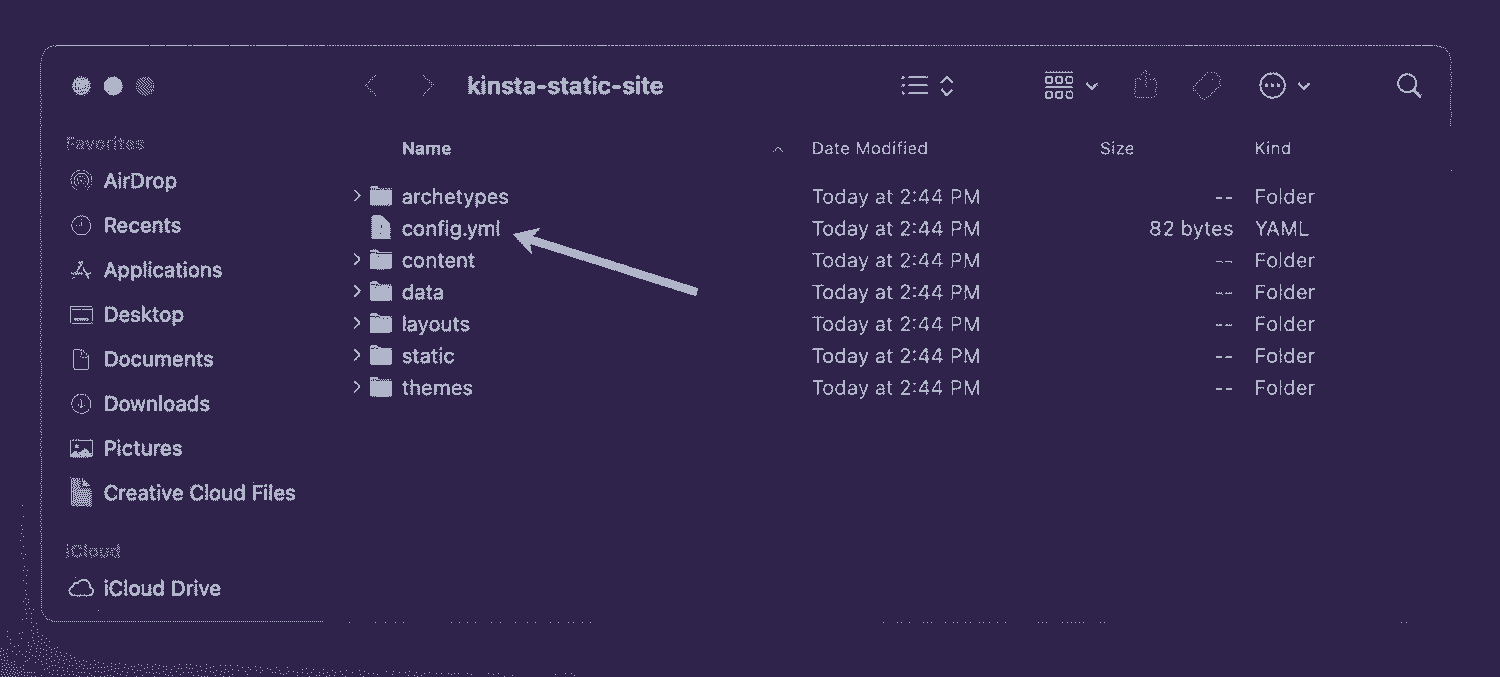 kinsta-static-site
Favorites
AirDrop
Recents
Applications
Desktop
Documents
Downloads
Pictures
Creative Cloud Files
iCloud
iCloud Drive
Name Date Modified Size Kind
archetypes Today at 2:44 PM -- Folder
config.yml Today at 2:44 PM 82 bytes YAML
content Today at 2:44 PM -- Folder
data Today at 2:44 PM -- Folder
layouts Today at 2:44 PM -- Folder
static Today at 2:44 PM -- Folder
themes Today at 2:44 PM -- Folder